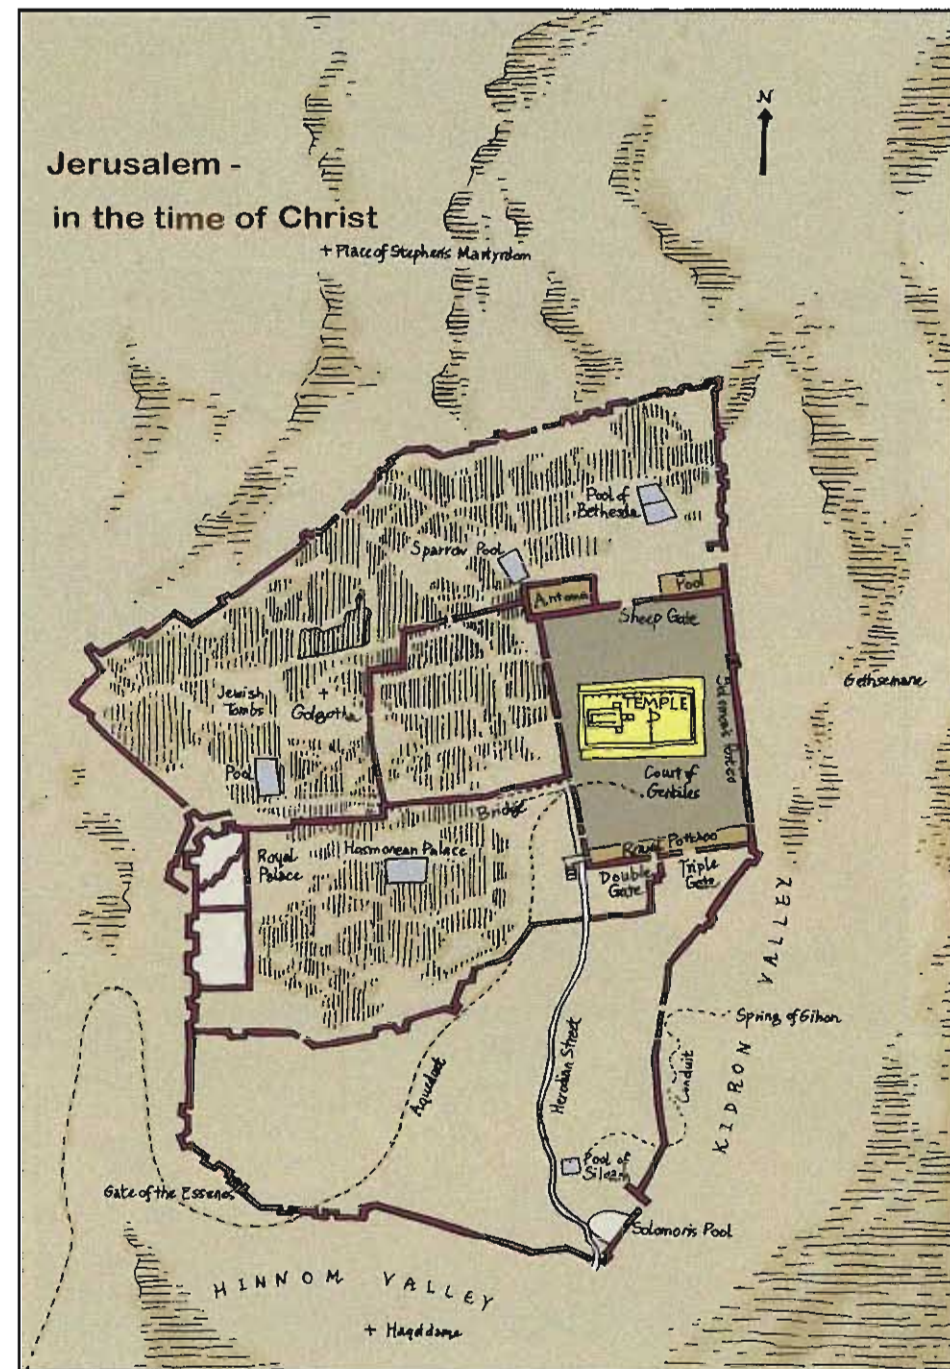 Jerusalem -
in the time of Christ
N
+ Place of Stephen's Martyrdom
Pool of
Bethesda
Sparrow Pool
Antonia
Pool
Sheep Gate
Gethsemane
Jewish
Tombs
+
Golgotha
TEMPLE
Pool
Court of
Gentiles
Bridge
Royal
Palace
Hasmonean Palace
Royal Portico
Double
Gate
Triple
Gate
KIDRON VALLEY
Spring of Gihon
Conduit
Aqueduct
Herodian Street
Pool of
Siloam
Gate of the Essenes
Solomon's Pool
HINNOM VALLEY